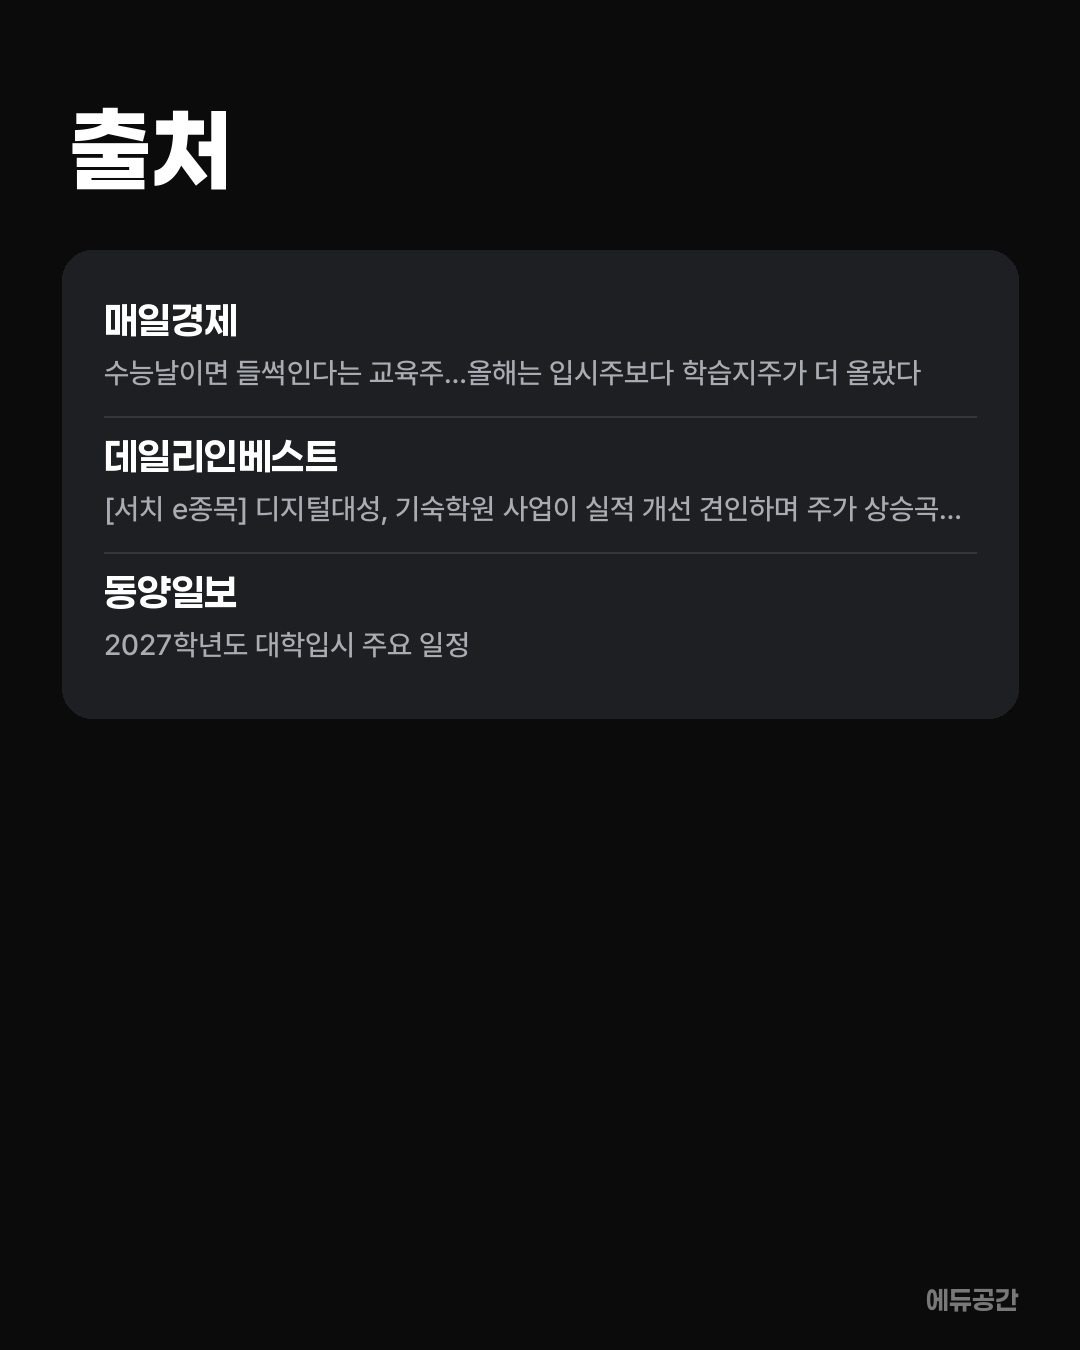 출처
매일경제
수능날이면 들썩인다는 교육주...올해는 입시주보다 학습지주가 더 올랐다
데일리인베스트
[서치 e종목] 디지털대성, 기숙학원 사업이 실적 개선 견인하며 주가 상승곡...
동양일보
2027학년도 대학입시 주요 일정
에듀공간